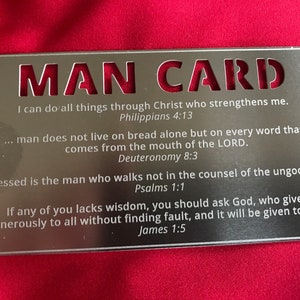 MAN CARD
I can do all things through Christ who strengthens me.
Philippians 4:13
... man does not live on bread alone but on every word tha
comes from the mouth of the LORD.
Deuteronomy 8:3
essed is the man who walks not in the counsel of the ungod
Psalms 1:1
If any of you lacks wisdom, you should ask God, who give
nerously to all without finding fault, and it will be given to
James 1:5